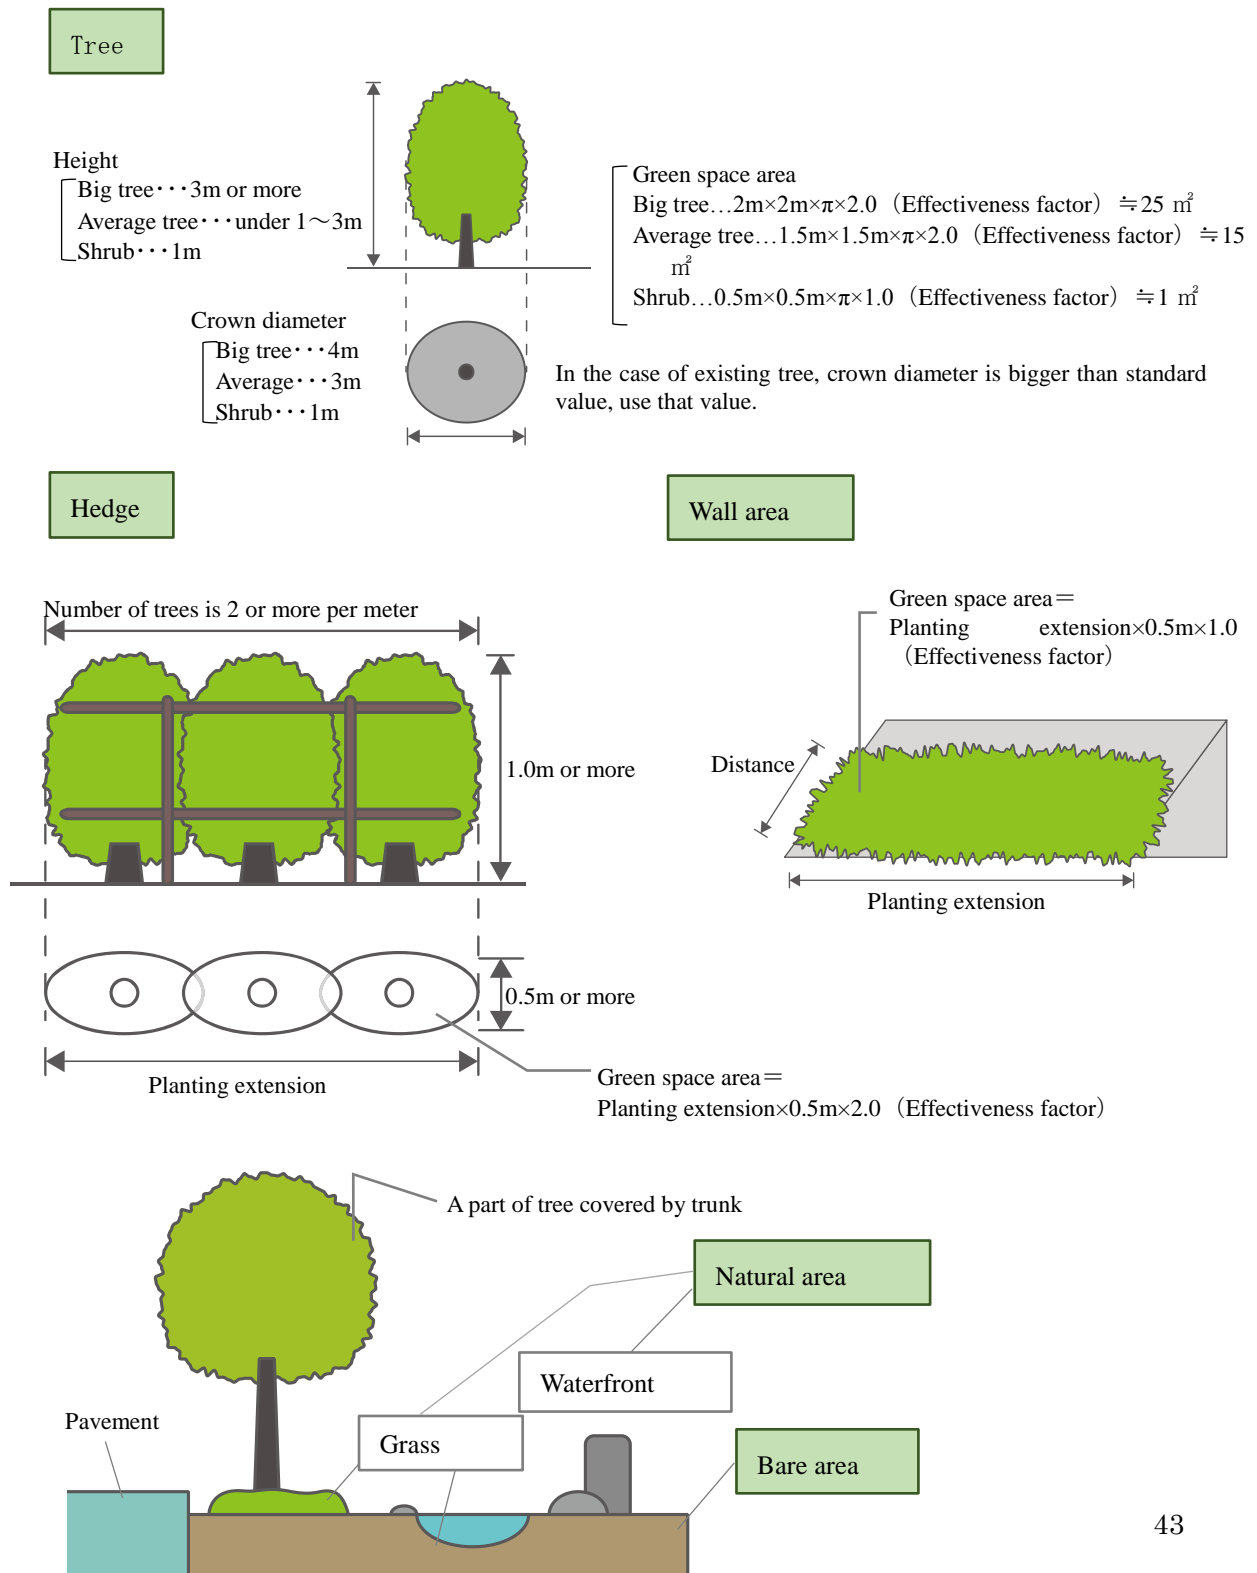 Tree
Height
Big tree･･･3m or more
Average tree･･･under 1～3m
Shrub･･･1m
Green space area
Big tree…2m×2m×π×2.0（Effectiveness factor）≒25 ㎡
Average tree…1.5m×1.5m×π×2.0（Effectiveness factor）≒15
㎡
Shrub…0.5m×0.5m×π×1.0（Effectiveness factor）≒1 ㎡
Crown diameter
Big tree･･･4m
Average･･･3m
Shrub･･･1m
In the case of existing tree, crown diameter is bigger than standard
value, use that value.
Hedge
Number of trees is 2 or more per meter
1.0m or more
0.5m or more
Planting extension
Green space area＝
Planting extension×0.5m×2.0（Effectiveness factor）
Wall area
Green space area＝
Planting extension×0.5m×1.0
（Effectiveness factor）
Distance
Planting extension
A part of tree covered by trunk
Natural area
Waterfront
Pavement
Grass
Bare area
43